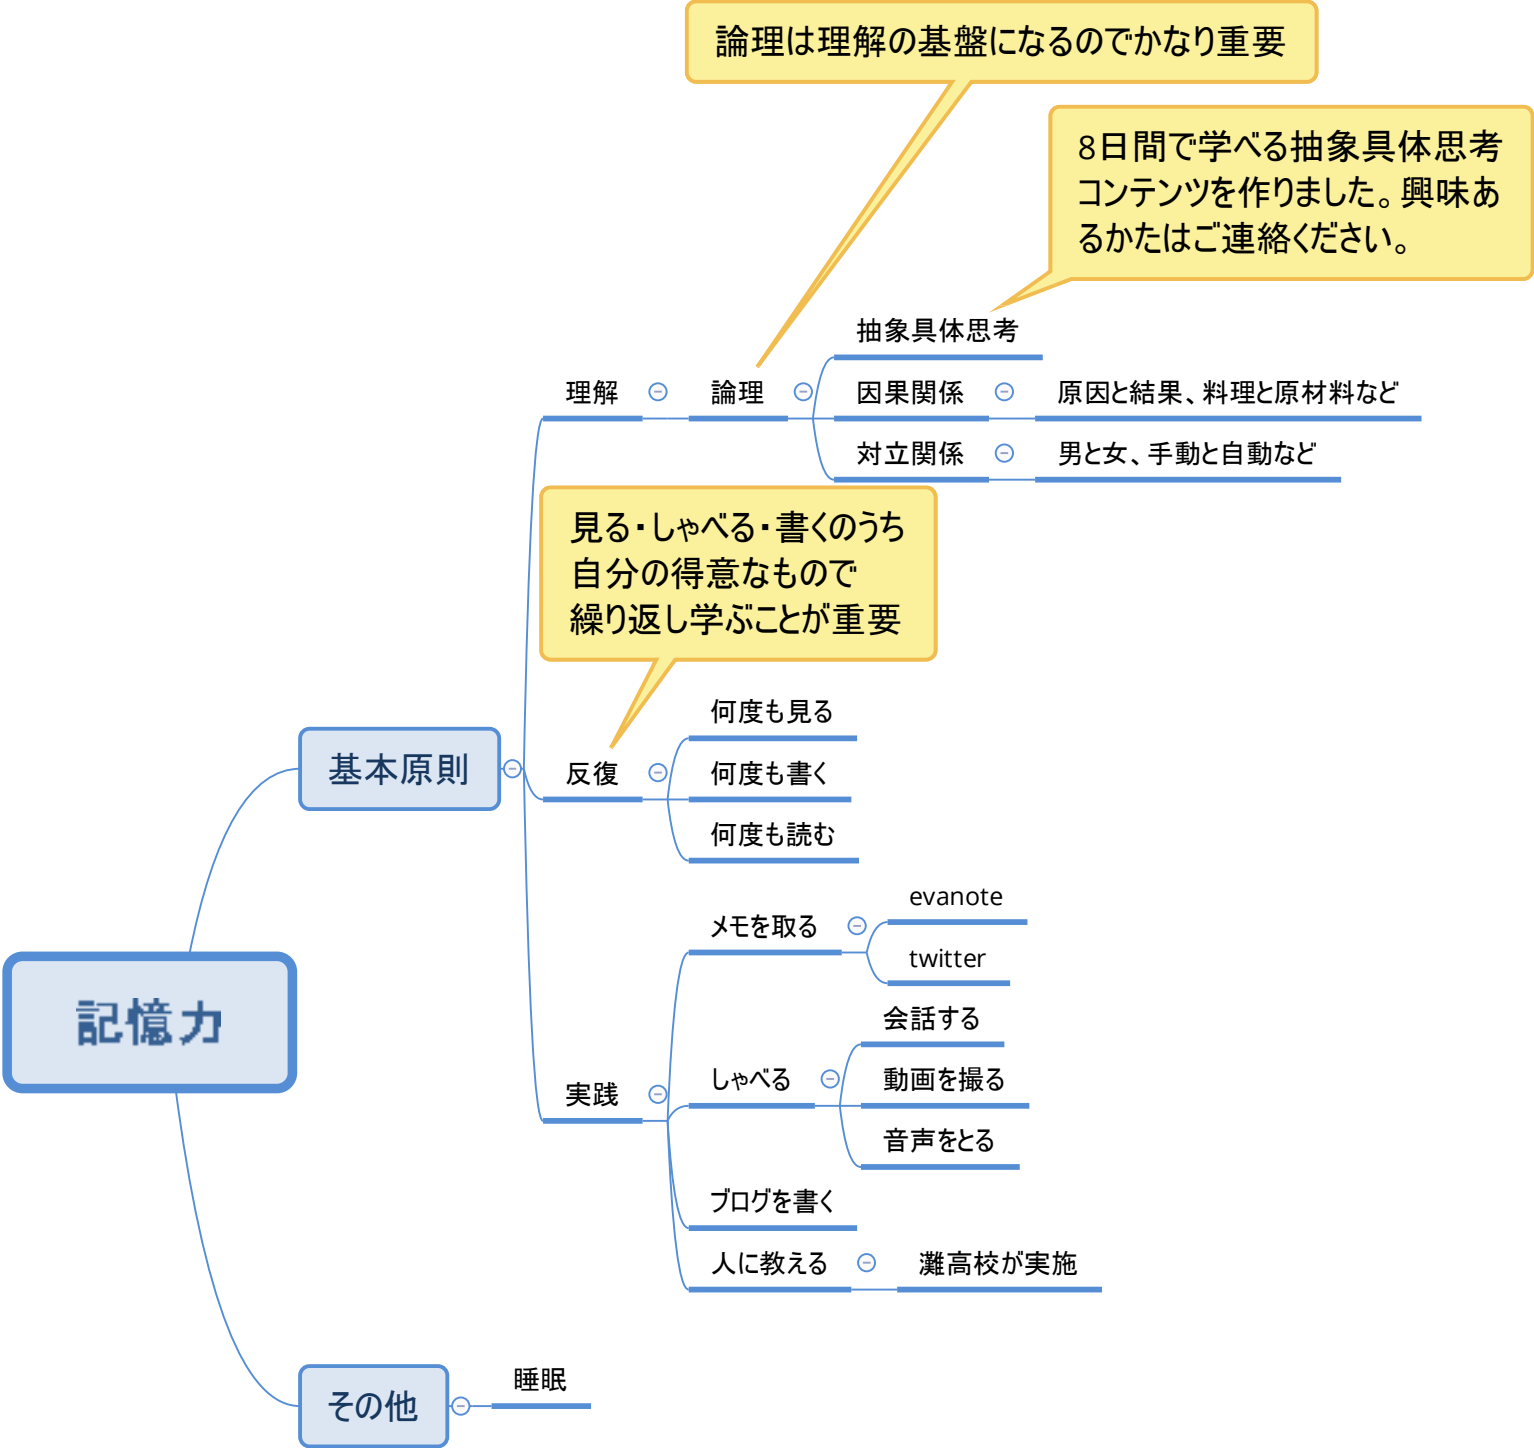 論理は理解の基盤になるのでかなり重要
8日間で学べる抽象具体思考
コンテンツを作りました。興味あ
るかたはご連絡ください。
抽象具体思考
理解
論理
因果関係
原因と結果、料理と原材料など
対立関係
男と女、手動と自動など
見る・しゃべる・書くのうち
自分の得意なもので
繰り返し学ぶことが重要
何度も見る
基本原則
反復
何度も書く
何度も読む
evanote
メモを取る
twitter
記憶力
会話する
実践
しゃべる
動画を撮る
音声をとる
ブログを書く
人に教える
灘高校が実施
その他
睡眠